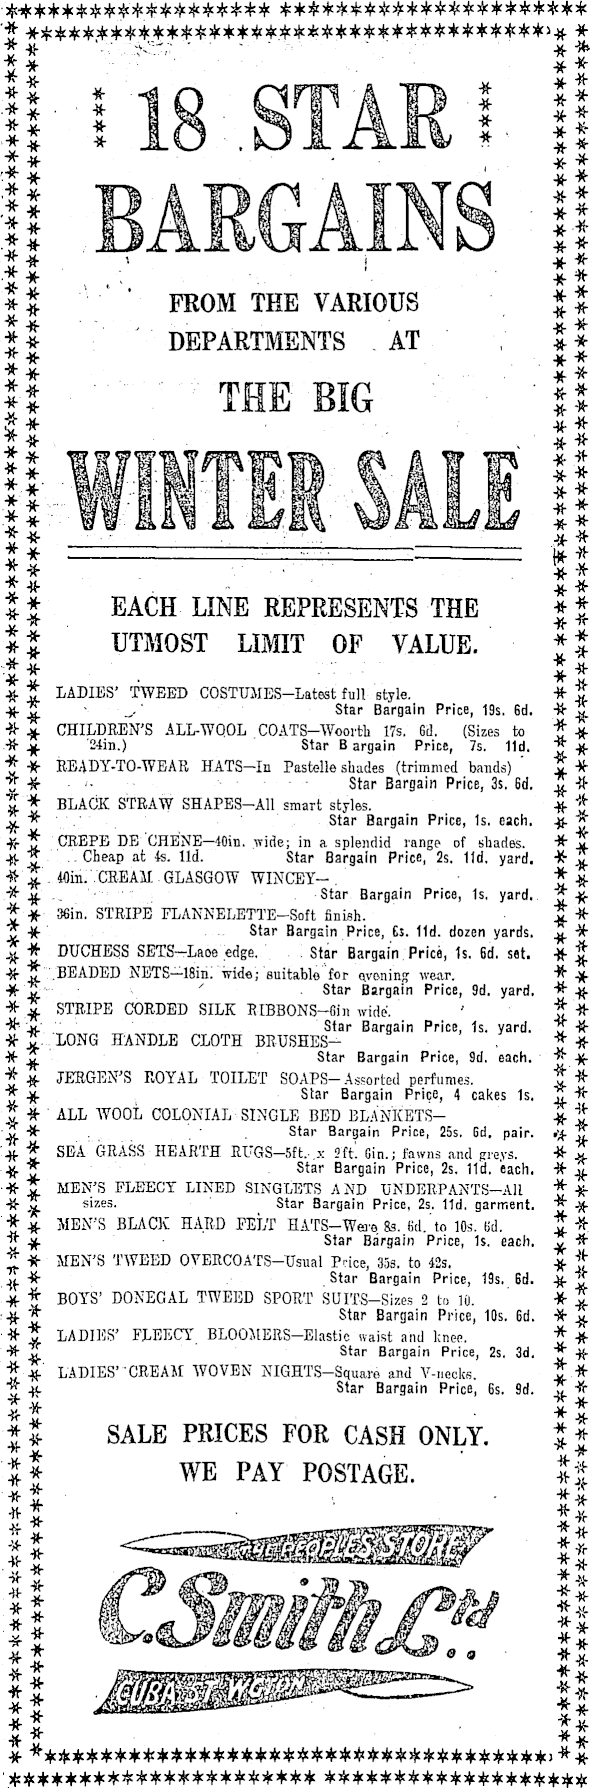 18 STAR
BARGAINS
FROM THE VARIOUS
DEPARTMENTS AT
THE BIG
WINTER SALE
EACH LINE REPRESENTS THE
UTMOST LIMIT OF VALUE.
LADIES' TWEED COSTUMES—Latest full style.
Star Bargain Price, 19s. 6d.
CHILDREN'S ALL-WOOL COATS—Woorth 17s. 6d. (Sizes to
24in.) Star Bargain Price, 7s. 11d.
READY-TO-WEAR HATS—In Pastelle shades (trimmed bands)
Star Bargain Price, 3s. 6d.
BLACK STRAW SHAPES—All smart styles.
Star Bargain Price, 1s. each.
CREPE DE CHENE—40in. wide; in a splendid range of shades.
Cheap at 4s. 11d. Star Bargain Price, 2s. 11d. yard.
40in. CREAM GLASGOW WINCEY—
Star Bargain Price, 1s. yard.
36in. STRIPE FLANNELETTE—Soft finish.
Star Bargain Price, 6s. 11d. dozen yards.
DUCHESS SETS—Lace edge. Star Bargain Price, 1s. 6d. set.
BEADED NETS—18in. wide; suitable for evening wear.
Star Bargain Price, 9d. yard.
STRIPE CORDED SILK RIBBONS—6in wide.
Star Bargain Price, 1s. yard.
LONG HANDLE CLOTH BRUSHES—
Star Bargain Price, 9d. each.
JERGEN'S ROYAL TOILET SOAPS—Assorted perfumes.
Star Bargain Price, 4 cakes 1s.
ALL WOOL COLONIAL SINGLE BED BLANKETS—
Star Bargain Price, 25s. 6d. pair.
SEA GRASS HEARTH RUGS—5ft. x 2ft. 6in.; fawns and greys.
Star Bargain Price, 2s. 11d. each.
MEN'S FLEECY LINED SINGLETS AND UNDERPANTS—All
sizes. Star Bargain Price, 2s. 11d. garment.
MEN'S BLACK HARD FELT HATS—Were 8s. 6d. to 10s. 6d.
Star Bargain Price, 1s. each.
MEN'S TWEED OVERCOATS—Usual Price, 35s. to 42s.
Star Bargain Price, 19s. 6d.
BOYS' DONEGAL TWEED SPORT SUITS—Sizes 2 to 10.
Star Bargain Price, 10s. 6d.
LADIES' FLEECY BLOOMERS—Elastic waist and knee.
Star Bargain Price, 2s. 3d.
LADIES' CREAM WOVEN NIGHTS—Square and V-necks.
Star Bargain Price, 6s. 9d.
SALE PRICES FOR CASH ONLY.
WE PAY POSTAGE.
THE PEOPLES STORE
C. Smith Ltd.
CUBA ST WGTON